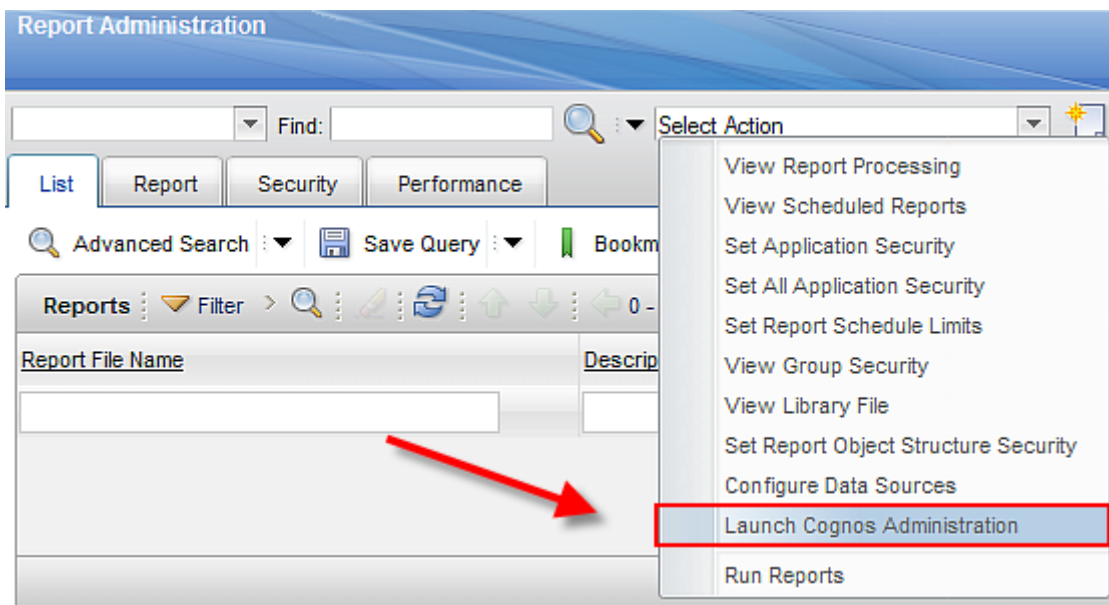 Report Administration
Find:
Select Action
List Report Security Performance
Advanced Search Save Query Bookm
Reports Filter 0 -
Report File Name Descrip
View Report Processing
View Scheduled Reports
Set Application Security
Set All Application Security
Set Report Schedule Limits
View Group Security
View Library File
Set Report Object Structure Security
Configure Data Sources
Launch Cognos Administration
Run Reports